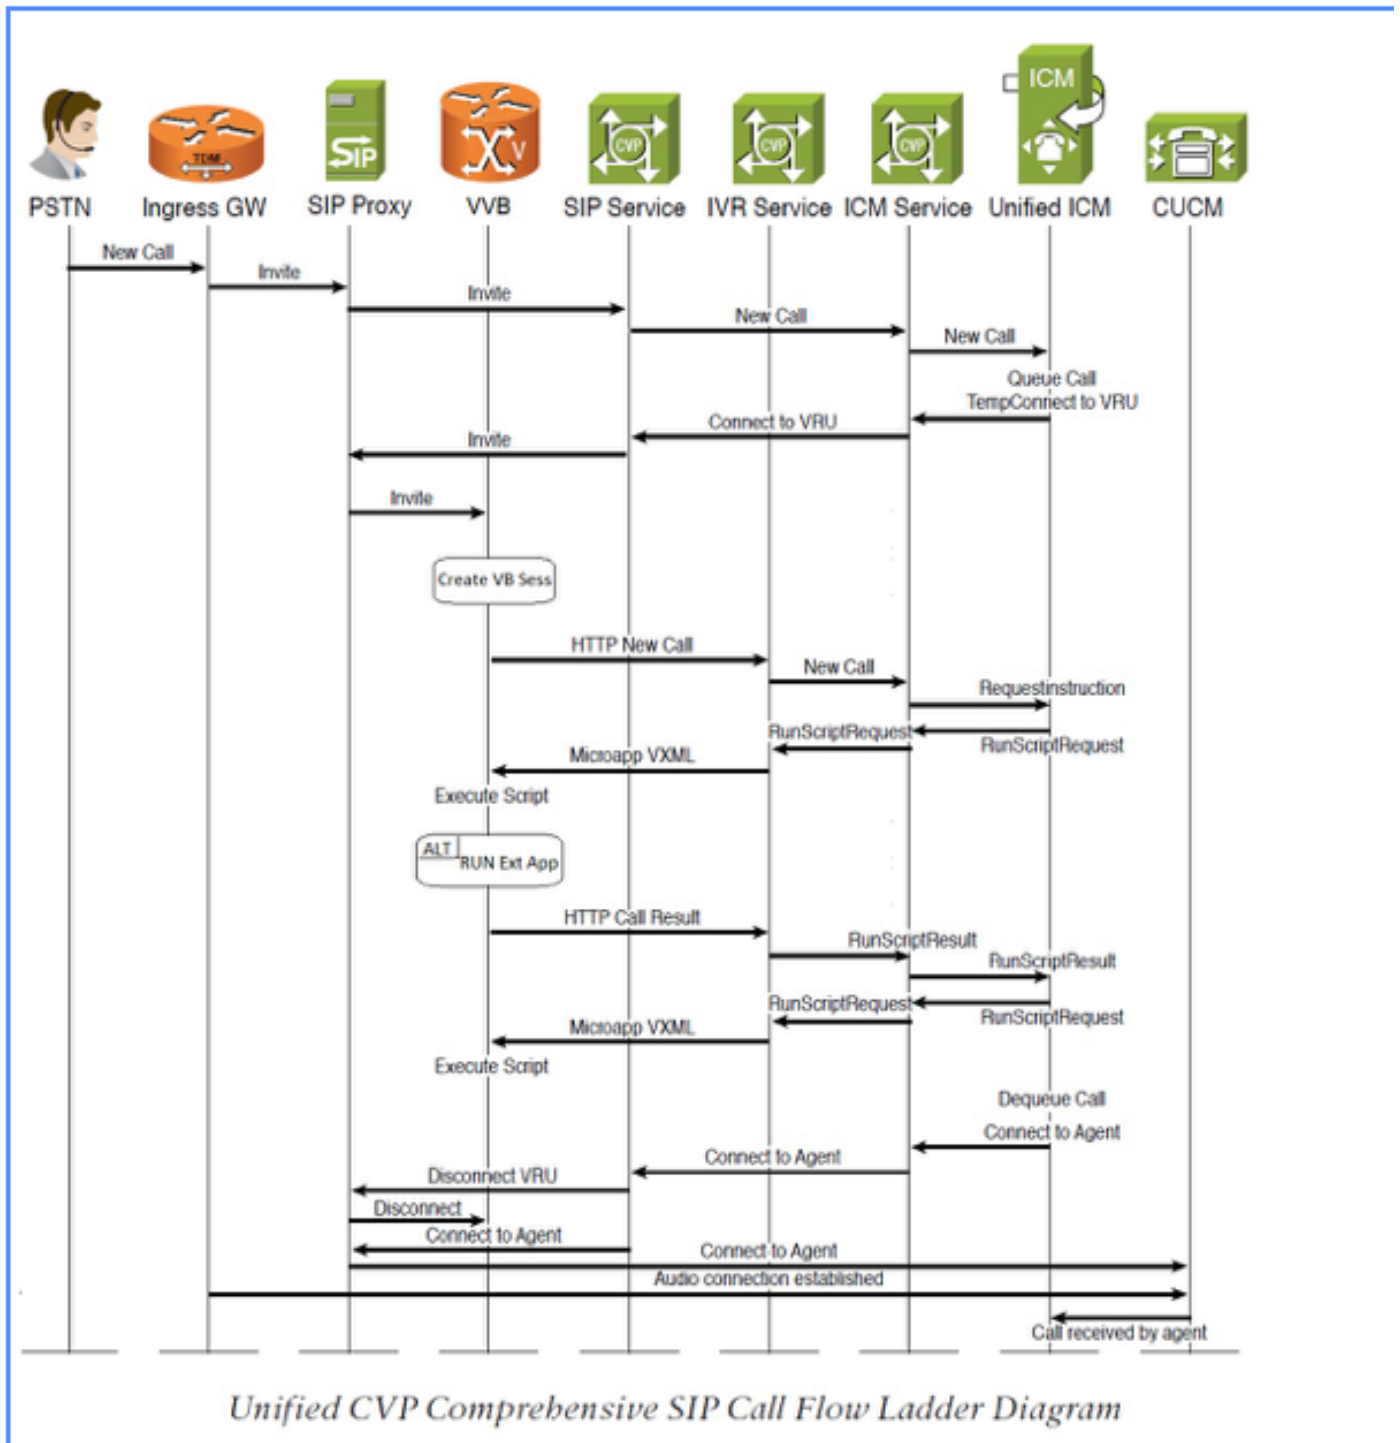 ICM
SIP
TDM
V
CVP
CVP
CVP
PSTN
Ingress GW
SIP Proxy
VVB
SIP Service
IVR Service
ICM Service
Unified ICM
CUCM
New Call
Invite
Invite
New Call
New Call
Queue Call
TempConnect to VRU
Connect to VRU
Invite
Invite
Create VB Sess
HTTP New Call
New Call
Requestinstruction
RunScriptRequest
RunScriptRequest
Microapp VXML
Execute Script
ALT
RUN Ext App
HTTP Call Result
RunScriptResult
RunScriptResult
RunScriptRequest
RunScriptRequest
Microapp VXML
Execute Script
Dequeue Call
Connect to Agent
Connect to Agent
Disconnect VRU
Disconnect
Connect to Agent
Connect to Agent
Audio connection established
Call received by agent
Unified CVP Comprebensive SIP Call Flow Ladder Diagram